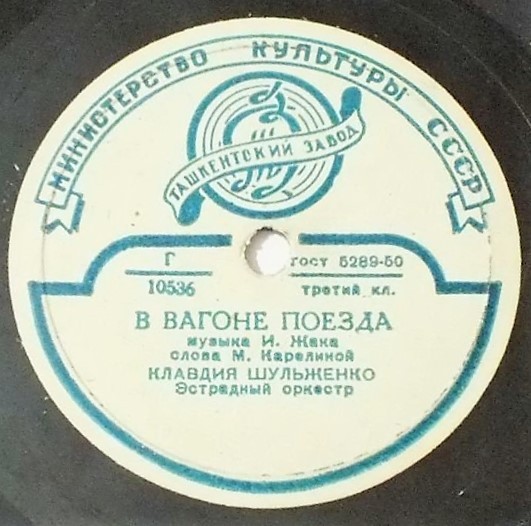 МИНИСТЕРСТВО КУЛЬТУРЫ СССР
ТАШКЕНТСКИЙ ЗАВОД
Г
10536
ГОСТ 5289-50
третий кл.
В ВАГОНЕ ПОЕЗДА
музыка И. Жака
слова М. Карелиной
КЛАВДИЯ ШУЛЬЖЕНКО
Эстрадный оркестр